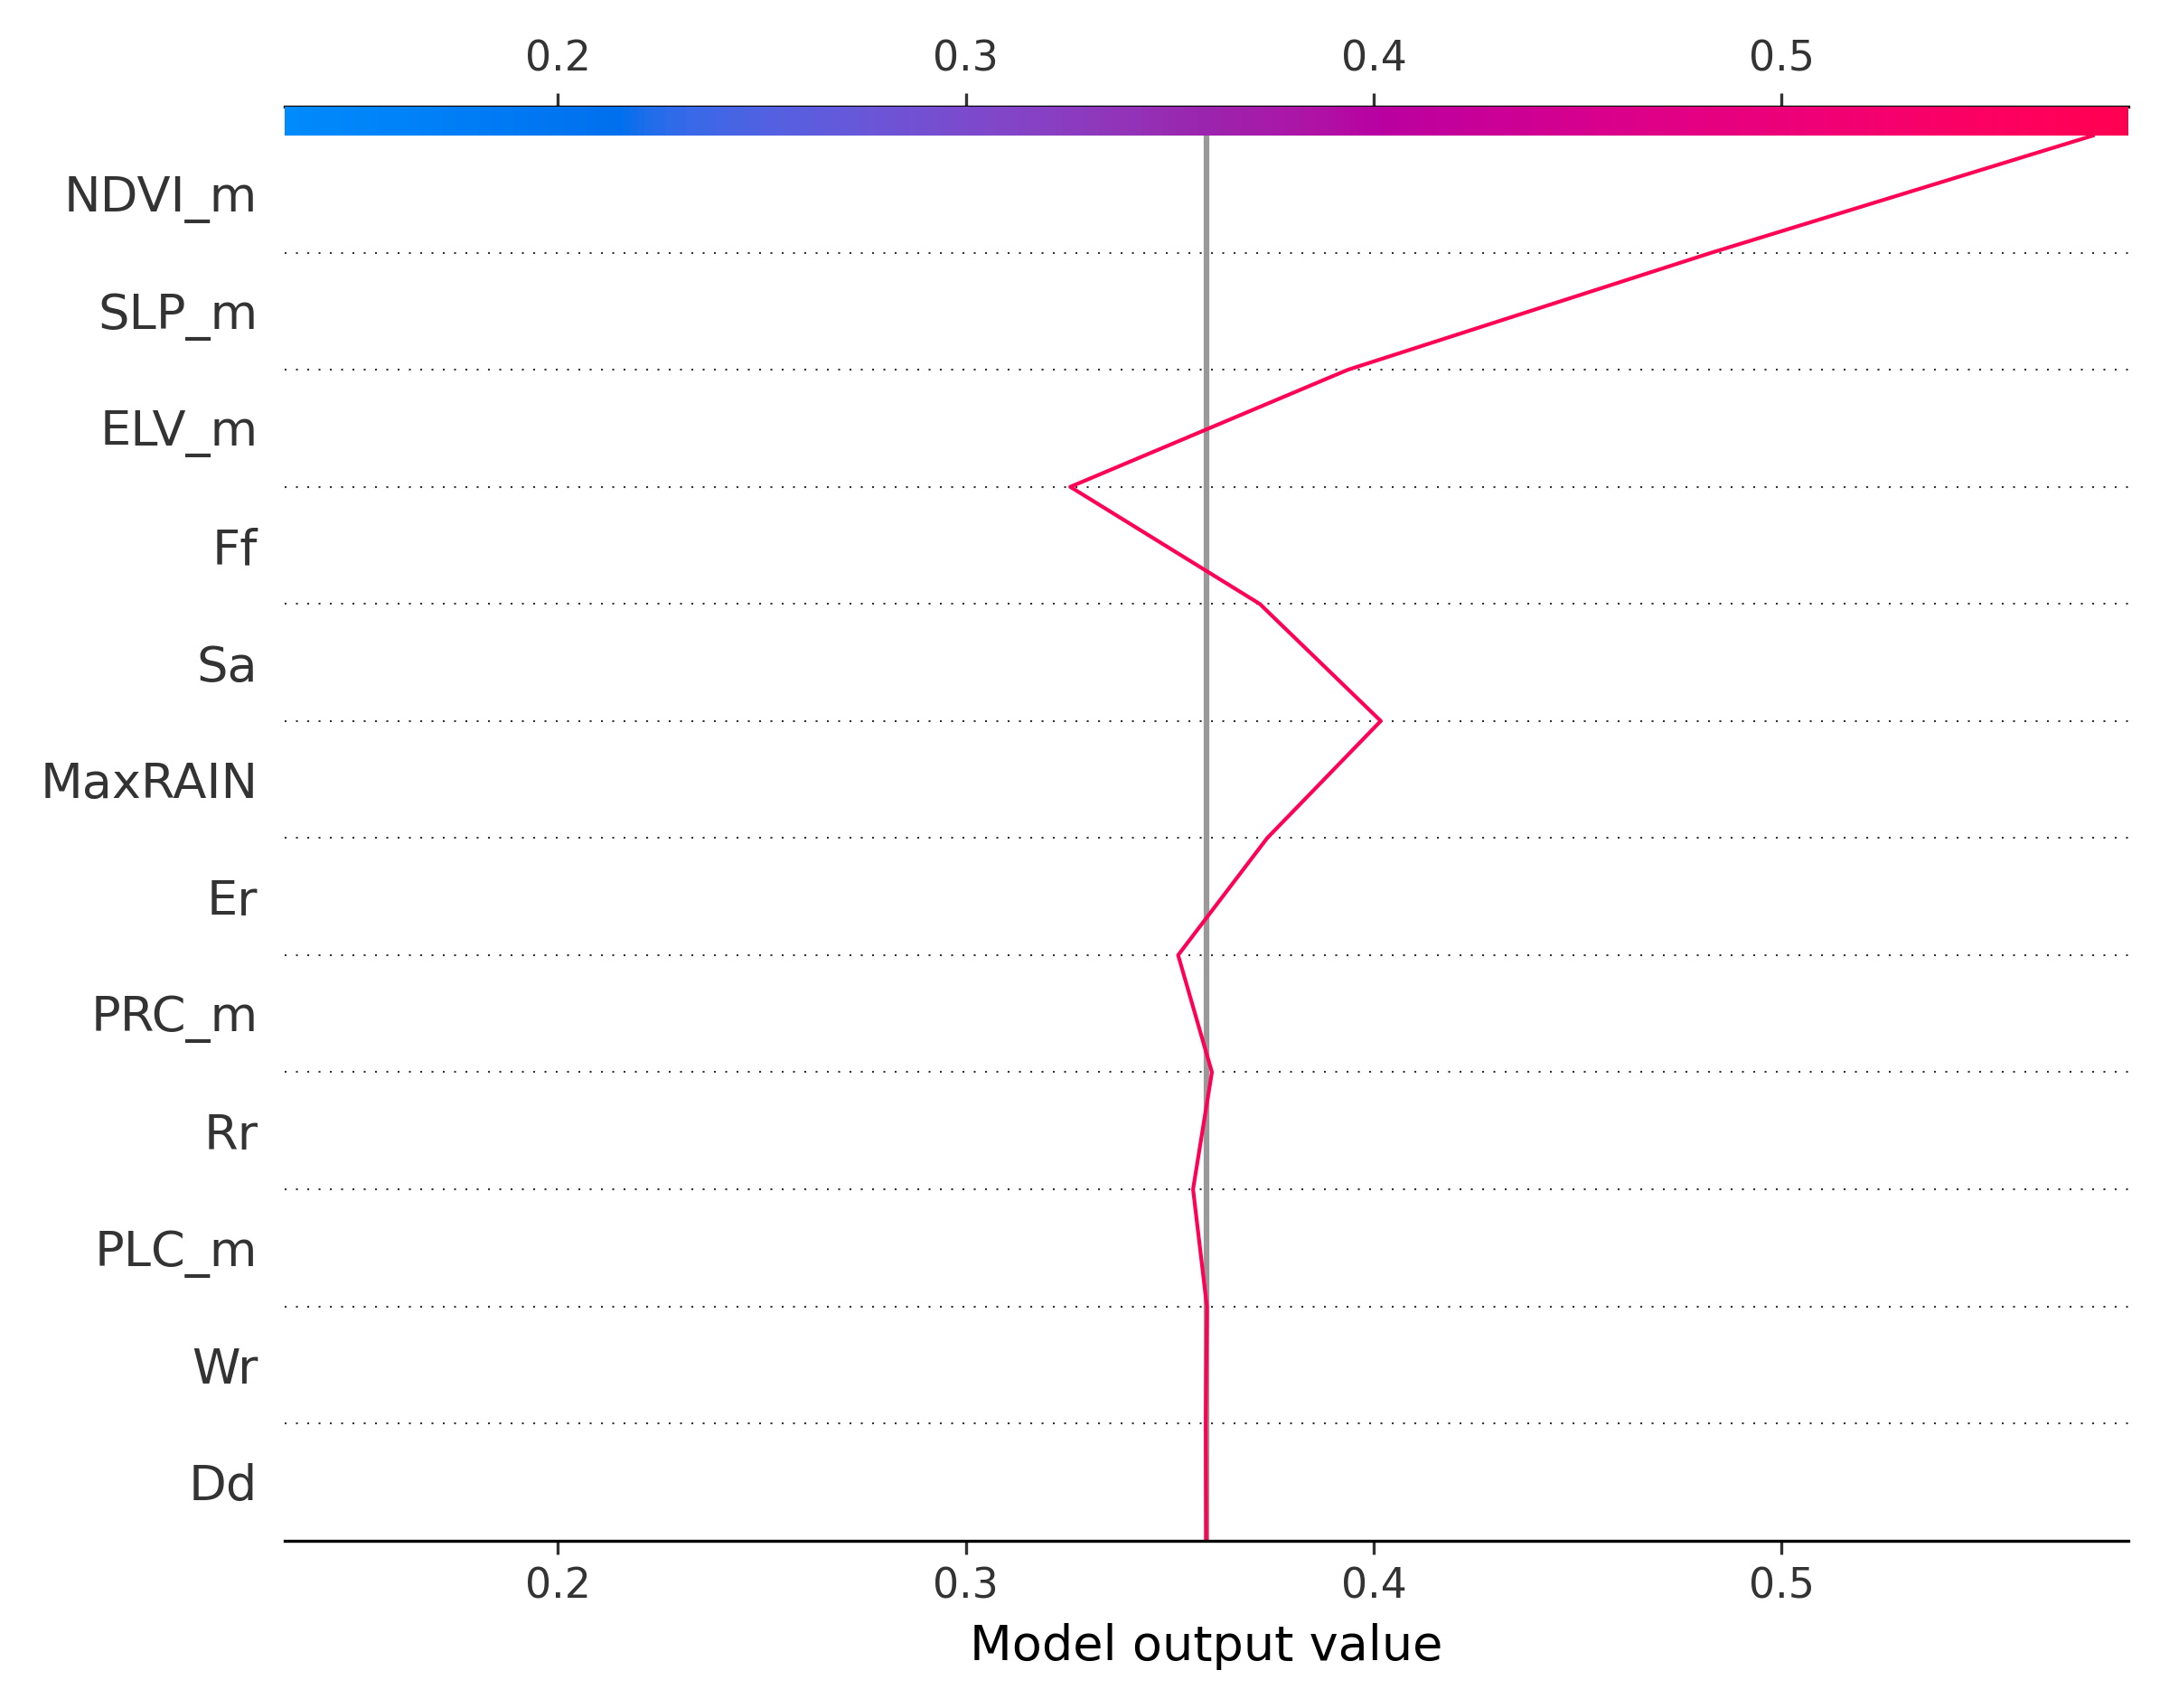 0.2 0.3 0.4 0.5
NDVI_m
SLP_m
ELV_m
Ff
Sa
MaxRAIN
Er
PRC_m
Rr
PLC_m
Wr
Dd
0.2 0.3 0.4 0.5
Model output value